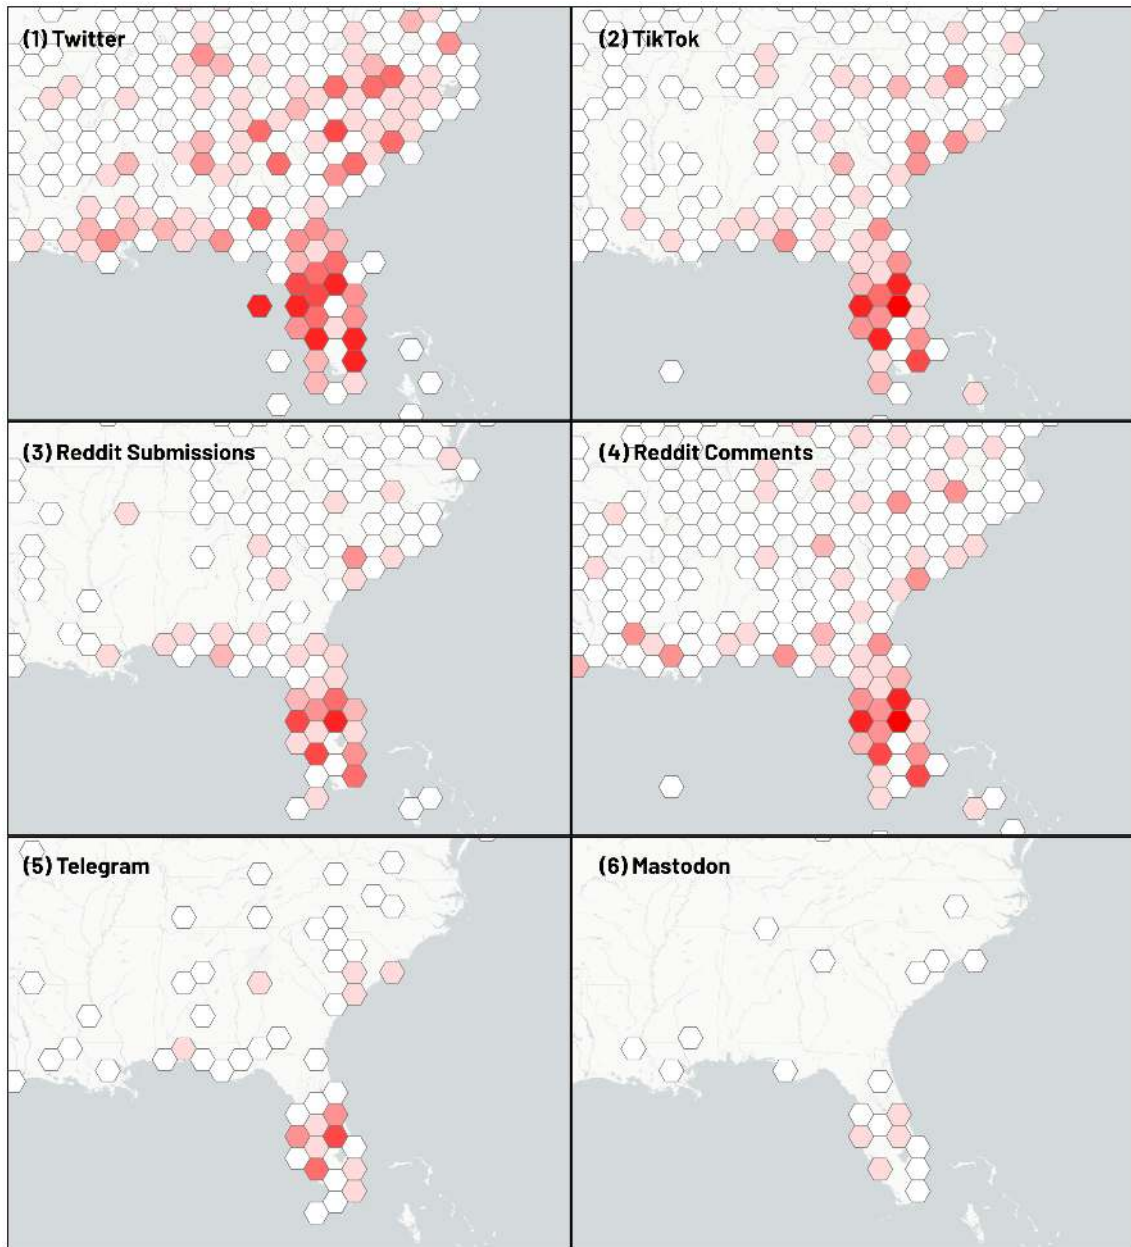 (1) Twitter
(2) TikTok
(3) Reddit Submissions
(4) Reddit Comments
(5) Telegram
(6) Mastodon